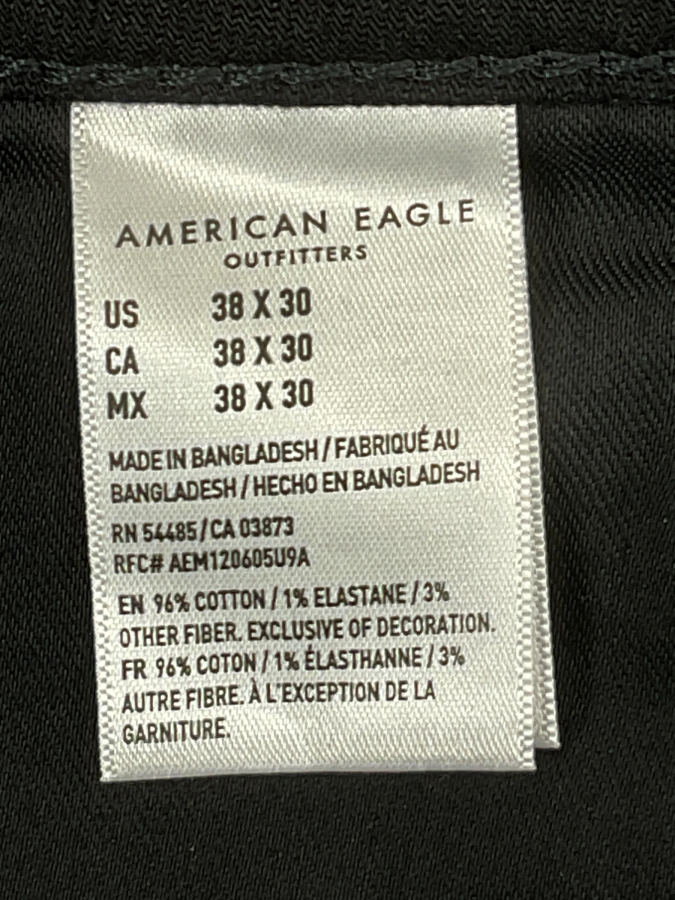 AMERICAN EAGLE
OUTFITTERS
US 38 X 30
CA 38 X 30
MX 38 X 30
MADE IN BANGLADESH / FABRIQUÉ AU
BANGLADESH / HECHO EN BANGLADESH
RN 54485 / CA 03873
RFC# AEM120605U9A
EN 96% COTTON / 1% ELASTANE / 3%
OTHER FIBER. EXCLUSIVE OF DECORATION.
FR 96% COTON / 1% ÉLASTHANNE / 3%
AUTRE FIBRE. À L'EXCEPTION DE LA
GARNITURE.